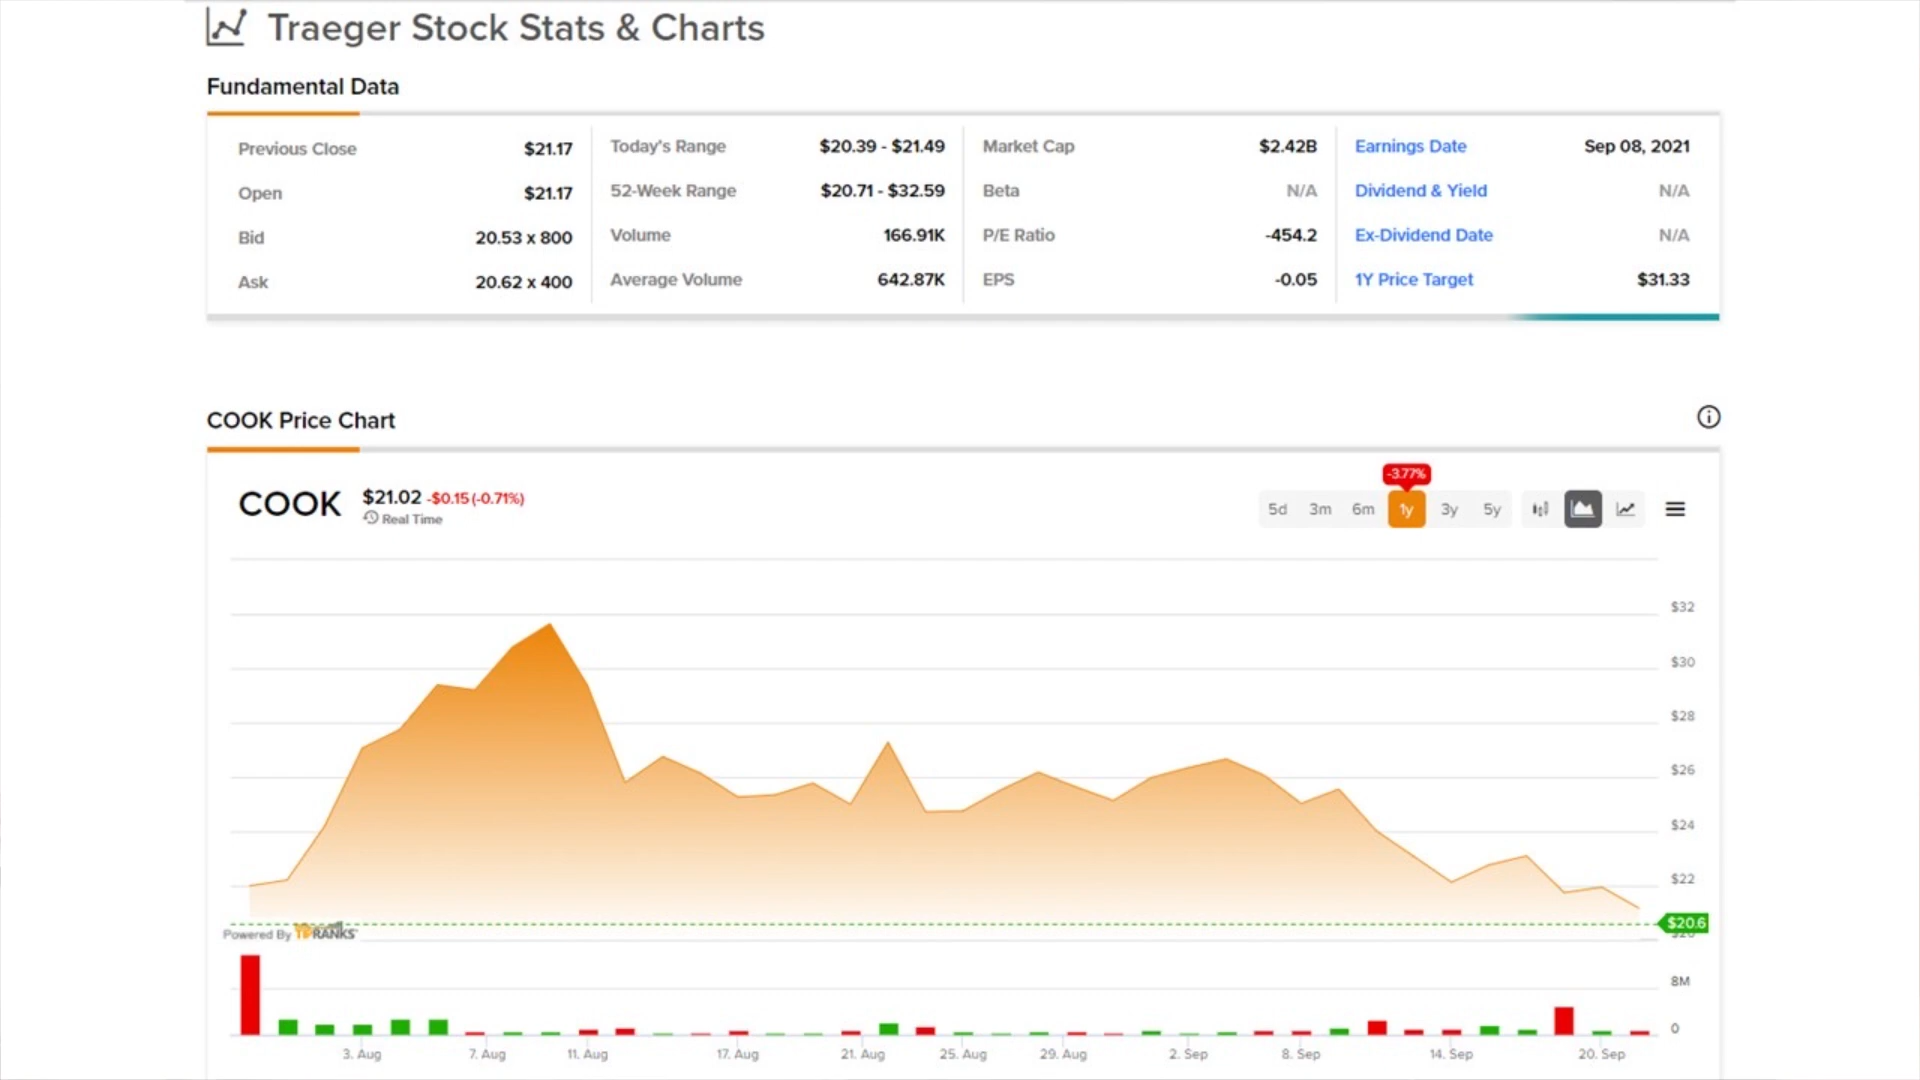 Traeger Stock Stats & Charts
Fundamental Data
Previous Close $21.17
Open $21.17
Bid 20.53 x 800
Ask 20.62 x 400
Today's Range $20.39 - $21.49
52-Week Range $20.71 - $32.59
Volume 166.91K
Average Volume 642.87K
Market Cap $2.42B
Beta N/A
P/E Ratio -454.2
EPS -0.05
Earnings Date Sep 08, 2021
Dividend & Yield N/A
Ex-Dividend Date N/A
1Y Price Target $31.33
COOK Price Chart
COOK $21.02 -$0.15 (-0.71%)
Real Time
-3.77%
5d 3m 6m 1y 3y 5y
$32
$30
$28
$26
$24
$22
$20.6
$20
Powered By TIPRANKS
8M
0
3. Aug 7. Aug 11. Aug 17. Aug 21. Aug 25. Aug 29. Aug 2. Sep 8. Sep 14. Sep 20. Sep